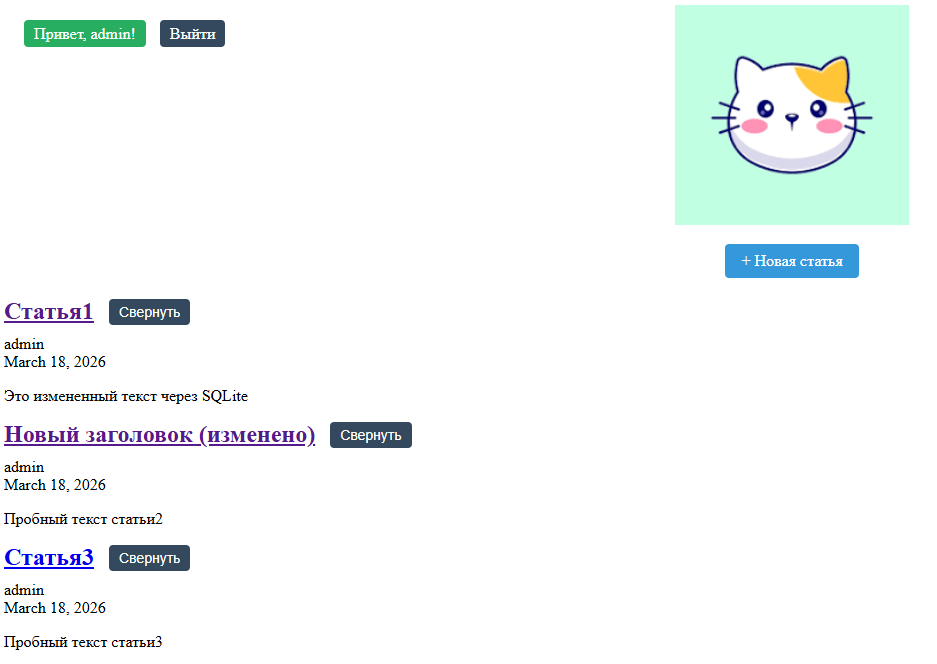 Привет, admin! Выйти
+ Новая статья
Статья1 Свернуть
admin
March 18, 2026
Это измененный текст через SQLite
Новый заголовок (изменено) Свернуть
admin
March 18, 2026
Пробный текст статьи2
Статья3 Свернуть
admin
March 18, 2026
Пробный текст статьи3